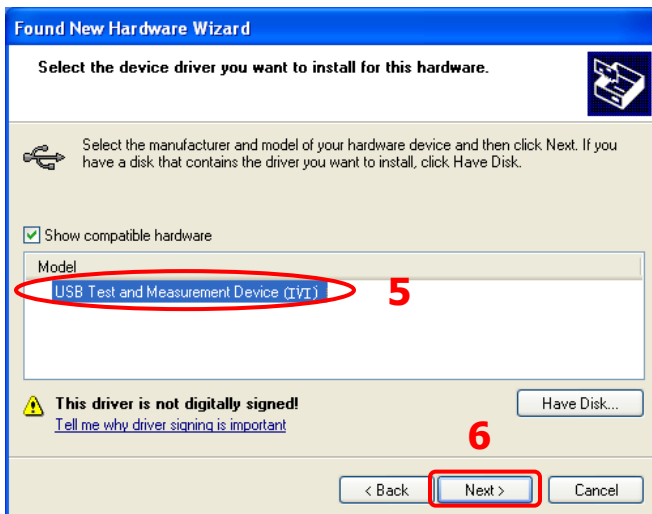 Found New Hardware Wizard
Select the device driver you want to install for this hardware.
Select the manufacturer and model of your hardware device and then click Next. If you
have a disk that contains the driver you want to install, click Have Disk.
Show compatible hardware
Model
USB Test and Measurement Device (IVI)
5
This driver is not digitally signed!
Have Disk...
Tell me why driver signing is important
6
< Back
Next >
Cancel